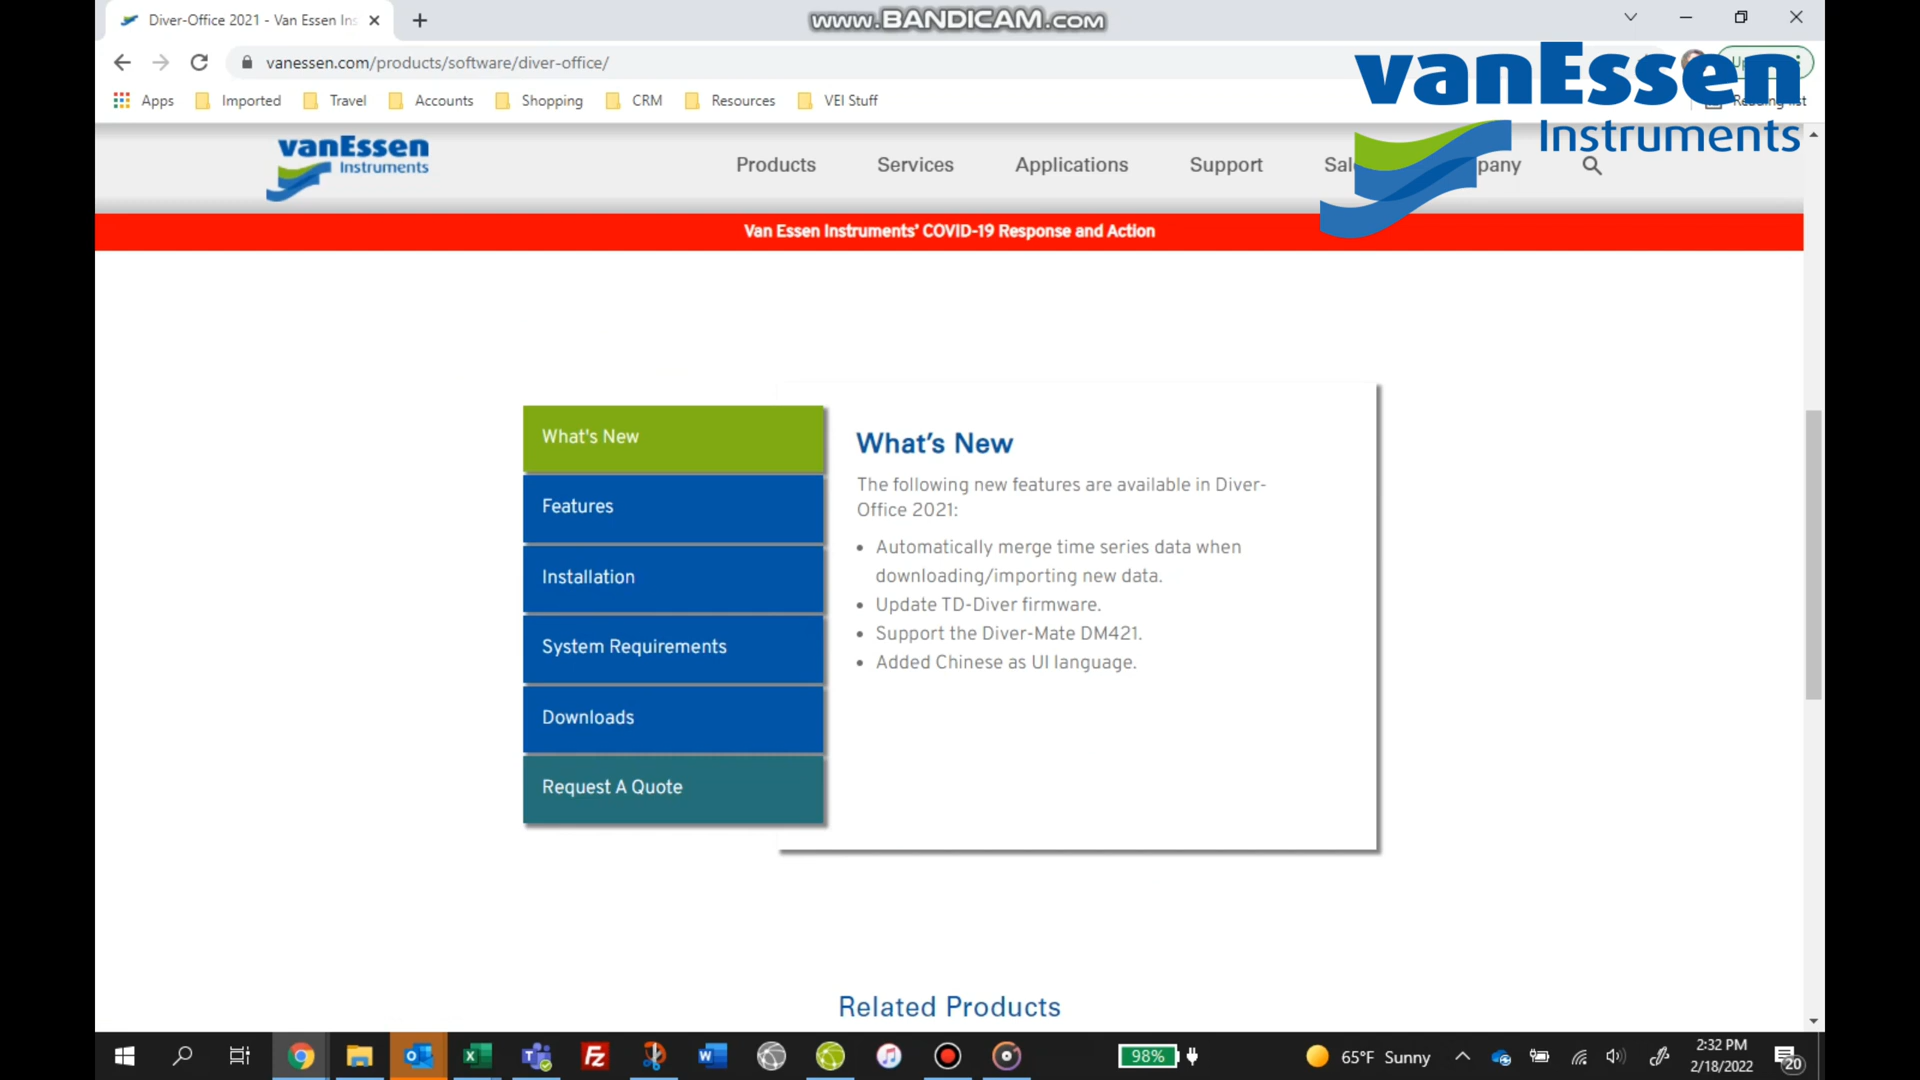 Diver-Office 2021 - Van Essen Ins
www.BANDICAM.com
vanessen.com/products/software/diver-office/
Apps
Imported
Travel
Accounts
Shopping
CRM
Resources
VEI Stuff
Reading list
vanEssen
Instruments
vanEssen
Instruments
Products
Services
Applications
Support
Van Essen Instruments' COVID-19 Response and Action
What's New
Features
Installation
System Requirements
Downloads
Request A Quote
What's New
The following new features are available in Diver-
Office 2021:
• Automatically merge time series data when
downloading/importing new data.
• Update TD-Diver firmware.
• Support the Diver-Mate DM421.
• Added Chinese as UI language.
Related Products
98%
65°F Sunny
2:32 PM
2/18/2022
20